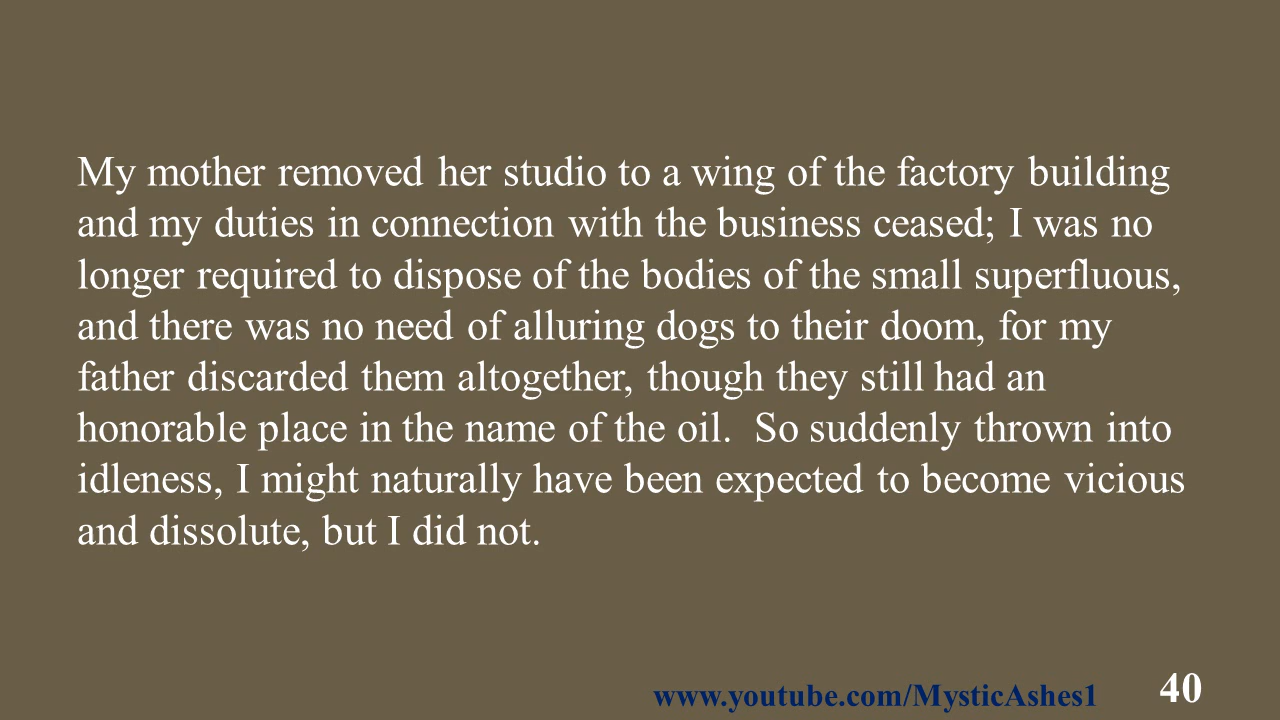 My mother removed her studio to a wing of the factory building
and my duties in connection with the business ceased; I was no
longer required to dispose of the bodies of the small superfluous,
and there was no need of alluring dogs to their doom, for my
father discarded them altogether, though they still had an
honorable place in the name of the oil.  So suddenly thrown into
idleness, I might naturally have been expected to become vicious
and dissolute, but I did not.
www.youtube.com/MysticAshes1
40